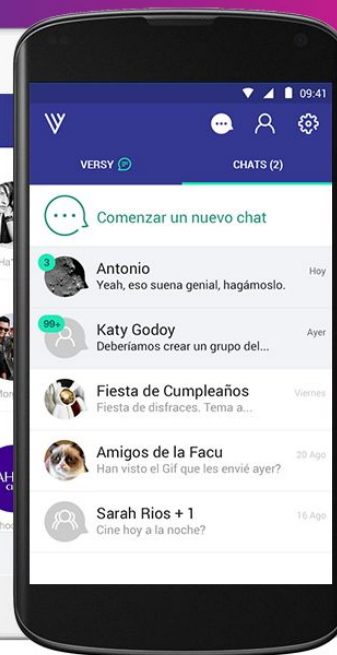 09:41
VERSY
CHATS (2)
Comenzar un nuevo chat
3
Antonio
Hoy
Yeah, eso suena genial, hagámoslo.
99+
Katy Godoy
Ayer
Deberíamos crear un grupo del...
Fiesta de Cumpleaños
Viernes
Fiesta de disfraces. Tema a...
Amigos de la Facu
20 Ago
Han visto el Gif que les envié ayer?
Sarah Rios + 1
16 Ago
Cine hoy a la noche?